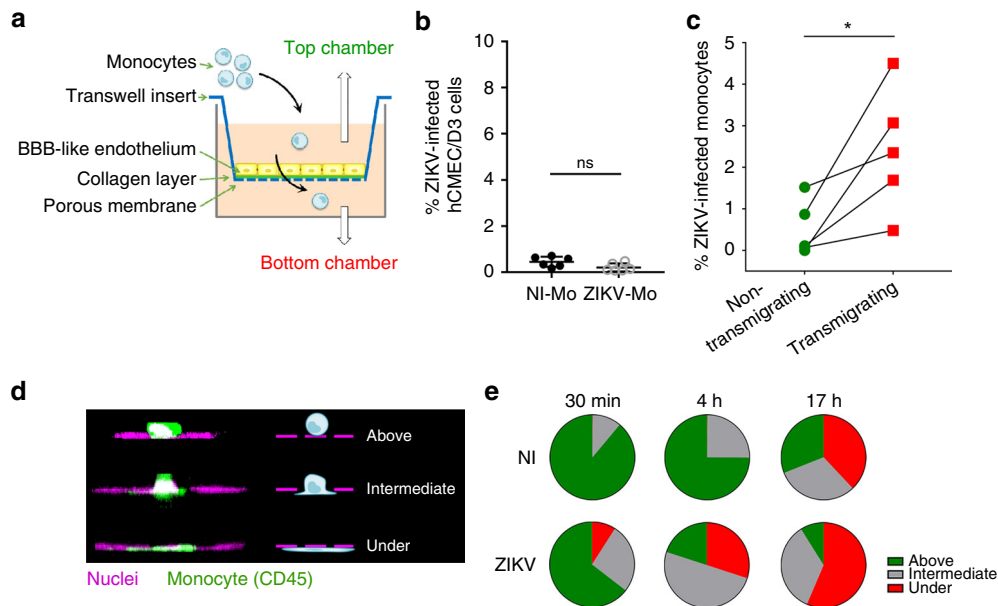 a
Monocytes
Top chamber
Transwell insert
BBB-like endothelium
Collagen layer
Porous membrane
Bottom chamber
b
% ZIKV-infected
hCMEC/D3 cells
10
8
6
4
2
0
ns
NI-Mo ZIKV-Mo
c
% ZIKV-infected monocytes
5
4
3
2
1
0
*
Non-
transmigrating
Transmigrating
d
Above
Intermediate
Under
Nuclei Monocyte (CD45)
e
30 min 4 h 17 h
NI
ZIKV
Above
Intermediate
Under